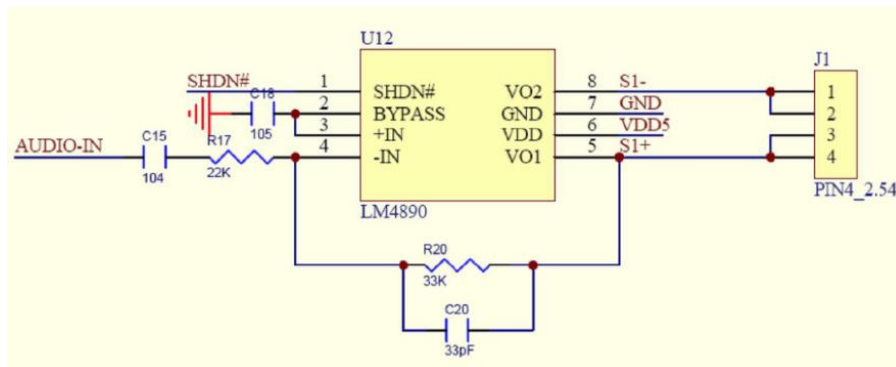 U12
J1
SHDN#
1
SHDN#
VO2
8
S1-
1
C18
2
BYPASS
GND
7
GND
2
R17
105
3
+IN
VDD
6
VDD5
3
AUDIO-IN
C15
4
-IN
VO1
5
S1+
4
104
22K
LM4890
PIN4_2.54
R20
33K
C20
33pF